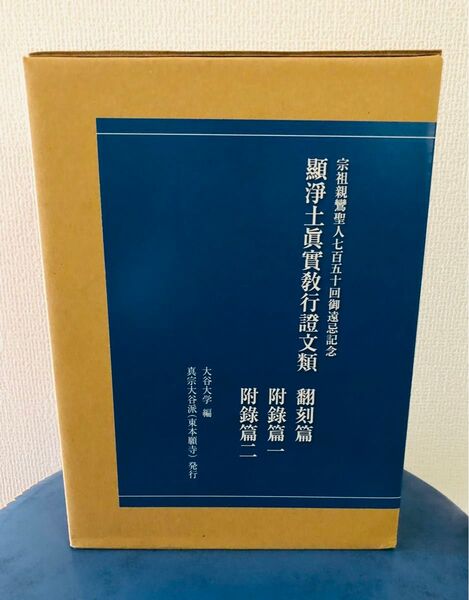 宗祖親鸞聖人七百五十回御遠忌記念
顯淨土眞實教行證文類
翻刻篇
附錄篇一
附錄篇二
大谷大学 編
真宗大谷派（東本願寺）発行